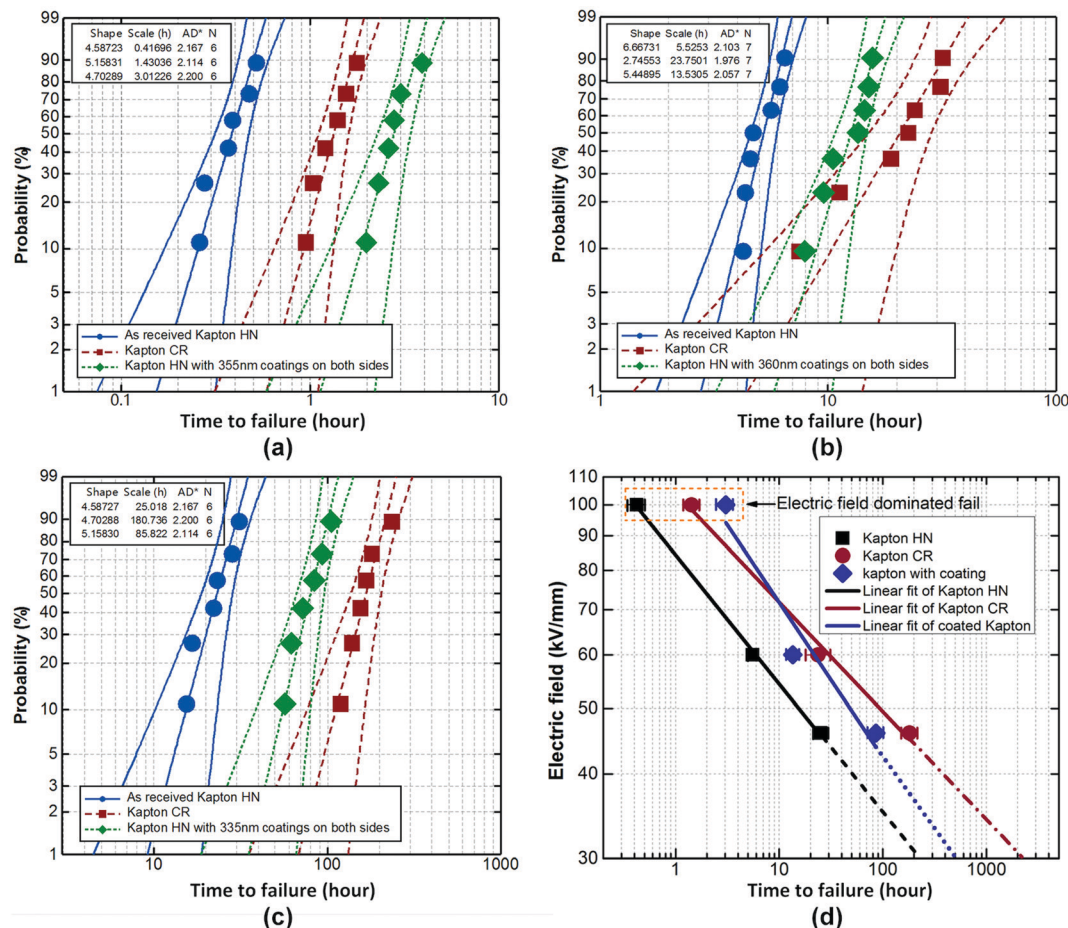 Shape Scale (h) AD* N
4.58723 0.41696 2.167 6
5.15831 1.43036 2.114 6
4.70289 3.01226 2.200 6
99
90
80
70
60
50
30
20
10
5
3
2
1
Probability (%)
As received Kapton HN
Kapton CR
Kapton HN with 355nm coatings on both sides
0.1 1 10
Time to failure (hour)
(a)
Shape Scale (h) AD* N
6.66731 5.5253 2.103 7
2.74553 23.7501 1.976 7
5.44895 13.5305 2.057 7
99
90
80
70
60
50
30
20
10
5
3
2
1
Probability (%)
As received Kapton HN
Kapton CR
Kapton HN with 360nm coatings on both sides
1 10 100
Time to failure (hour)
(b)
Shape Scale (h) AD* N
4.58727 25.018 2.167 6
4.70288 180.736 2.200 6
5.15830 85.822 2.114 6
99
90
80
70
60
50
30
20
10
5
3
2
1
Probability (%)
As received Kapton HN
Kapton CR
Kapton HN with 335nm coatings on both sides
10 100 1000
Time to failure (hour)
(c)
110
100
90
80
70
60
50
40
30
Electric field (kV/mm)
Electric field dominated fail
Kapton HN
Kapton CR
kapton with coating
Linear fit of Kapton HN
Linear fit of Kapton CR
Linear fit of coated Kapton
1 10 100 1000
Time to failure (hour)
(d)